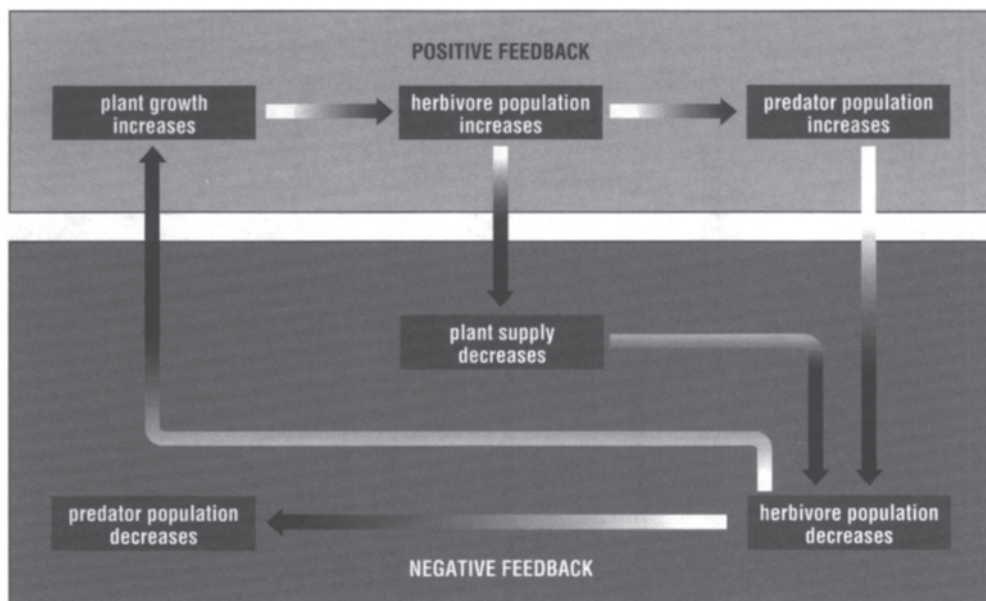 POSITIVE FEEDBACK
plant growth
increases
herbivore population
increases
predator population
increases
plant supply
decreases
predator population
decreases
herbivore population
decreases
NEGATIVE FEEDBACK